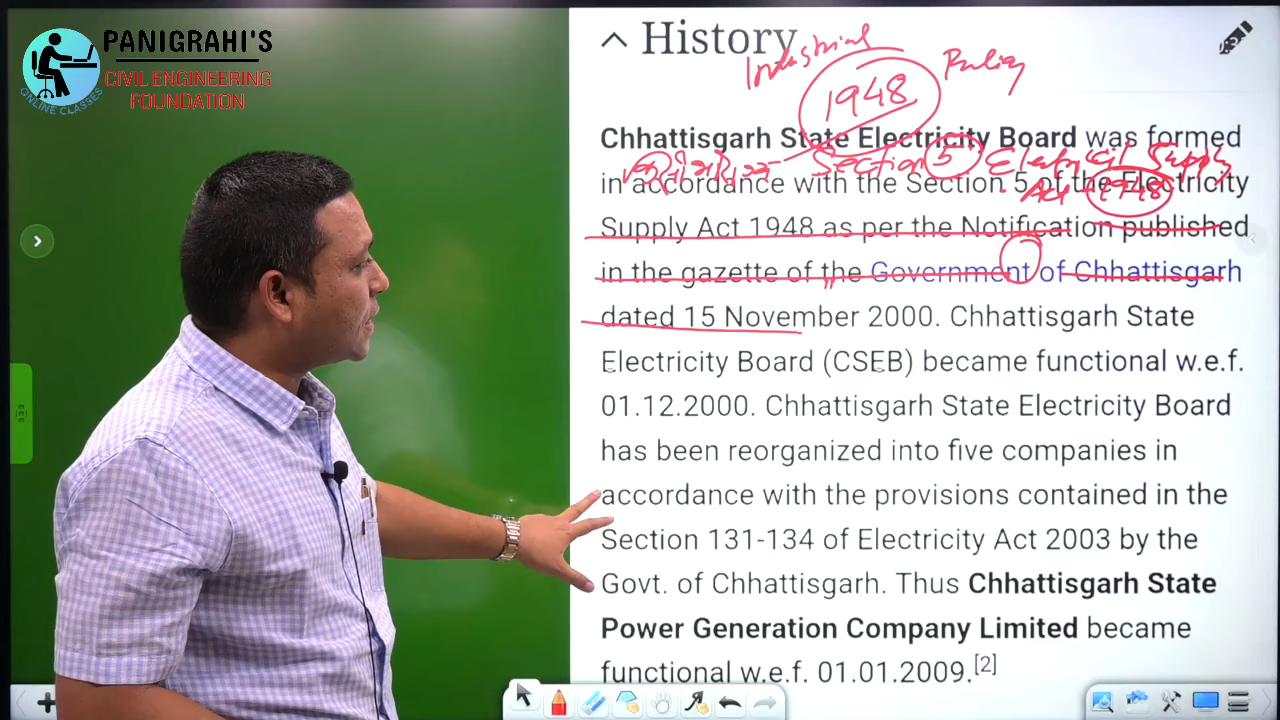 PANIGRAHI'S
CIVIL ENGINEERING
FOUNDATION
ONLINE CLASSES
History
Industrial
1948
Policy
Chhattisgarh State Electricity Board was formed
Section 5 Electrical Supply
in accordance with the Section 5 of the Electricity
Act - 1948
Supply Act 1948 as per the Notification published
in the gazette of the Government of Chhattisgarh
dated 15 November 2000. Chhattisgarh State
Electricity Board (CSEB) became functional w.e.f.
01.12.2000. Chhattisgarh State Electricity Board
has been reorganized into five companies in
accordance with the provisions contained in the
Section 131-134 of Electricity Act 2003 by the
Govt. of Chhattisgarh. Thus Chhattisgarh State
Power Generation Company Limited became
functional w.e.f. 01.01.2009.[2]